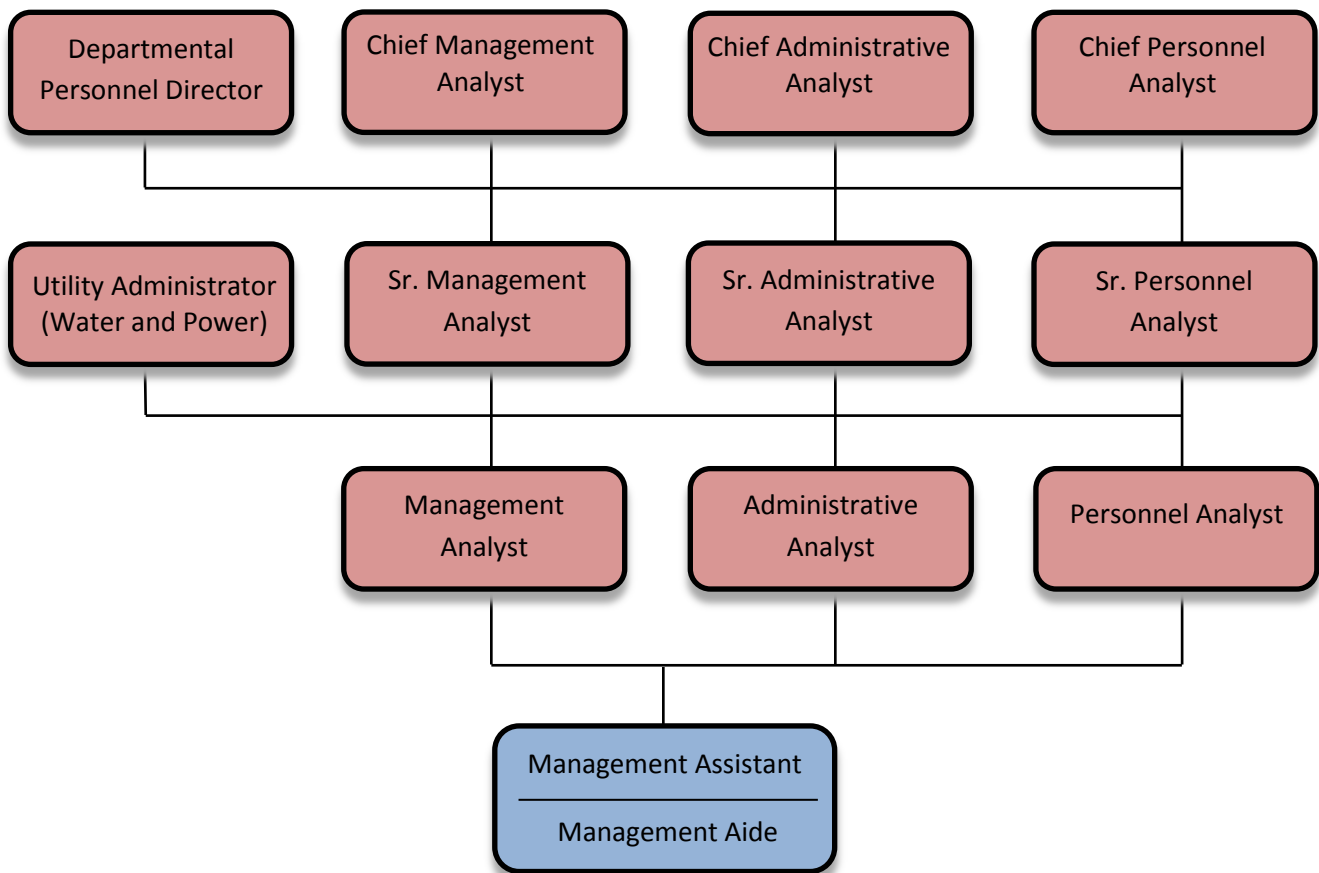 Departmental
Personnel Director
Chief Management
Analyst
Chief Administrative
Analyst
Chief Personnel
Analyst
Utility Administrator
(Water and Power)
Sr. Management
Analyst
Sr. Administrative
Analyst
Sr. Personnel
Analyst
Management
Analyst
Administrative
Analyst
Personnel Analyst
Management Assistant
Management Aide